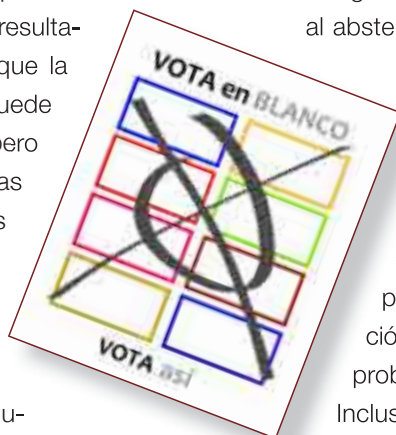 resulta-
que la
uede
pero
as
s
u-
VOTA en BLANCO
VOTA así
al abste
p
ció
prob
Inclus